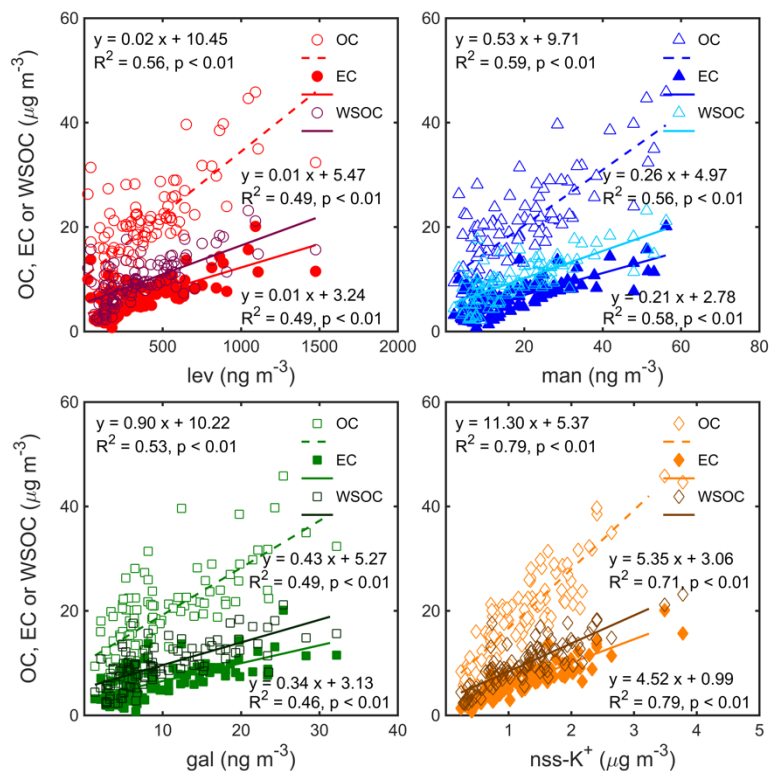 y = 0.02 x + 10.45
R² = 0.56, p < 0.01
OC
EC
WSOC
y = 0.01 x + 5.47
R² = 0.49, p < 0.01
y = 0.01 x + 3.24
R² = 0.49, p < 0.01
60
40
20
0
500
1000
1500
2000
OC, EC or WSOC (μg m⁻³)
lev (ng m⁻³)
y = 0.53 x + 9.71
R² = 0.59, p < 0.01
OC
EC
WSOC
y = 0.26 x + 4.97
R² = 0.56, p < 0.01
y = 0.21 x + 2.78
R² = 0.58, p < 0.01
60
40
20
0
20
40
60
80
man (ng m⁻³)
y = 0.90 x + 10.22
R² = 0.53, p < 0.01
OC
EC
WSOC
y = 0.43 x + 5.27
R² = 0.49, p < 0.01
y = 0.34 x + 3.13
R² = 0.46, p < 0.01
60
40
20
0
10
20
30
40
OC, EC or WSOC (μg m⁻³)
gal (ng m⁻³)
y = 11.30 x + 5.37
R² = 0.79, p < 0.01
OC
EC
WSOC
y = 5.35 x + 3.06
R² = 0.71, p < 0.01
y = 4.52 x + 0.99
R² = 0.79, p < 0.01
60
40
20
0
0
1
2
3
4
5
nss-K⁺ (μg m⁻³)